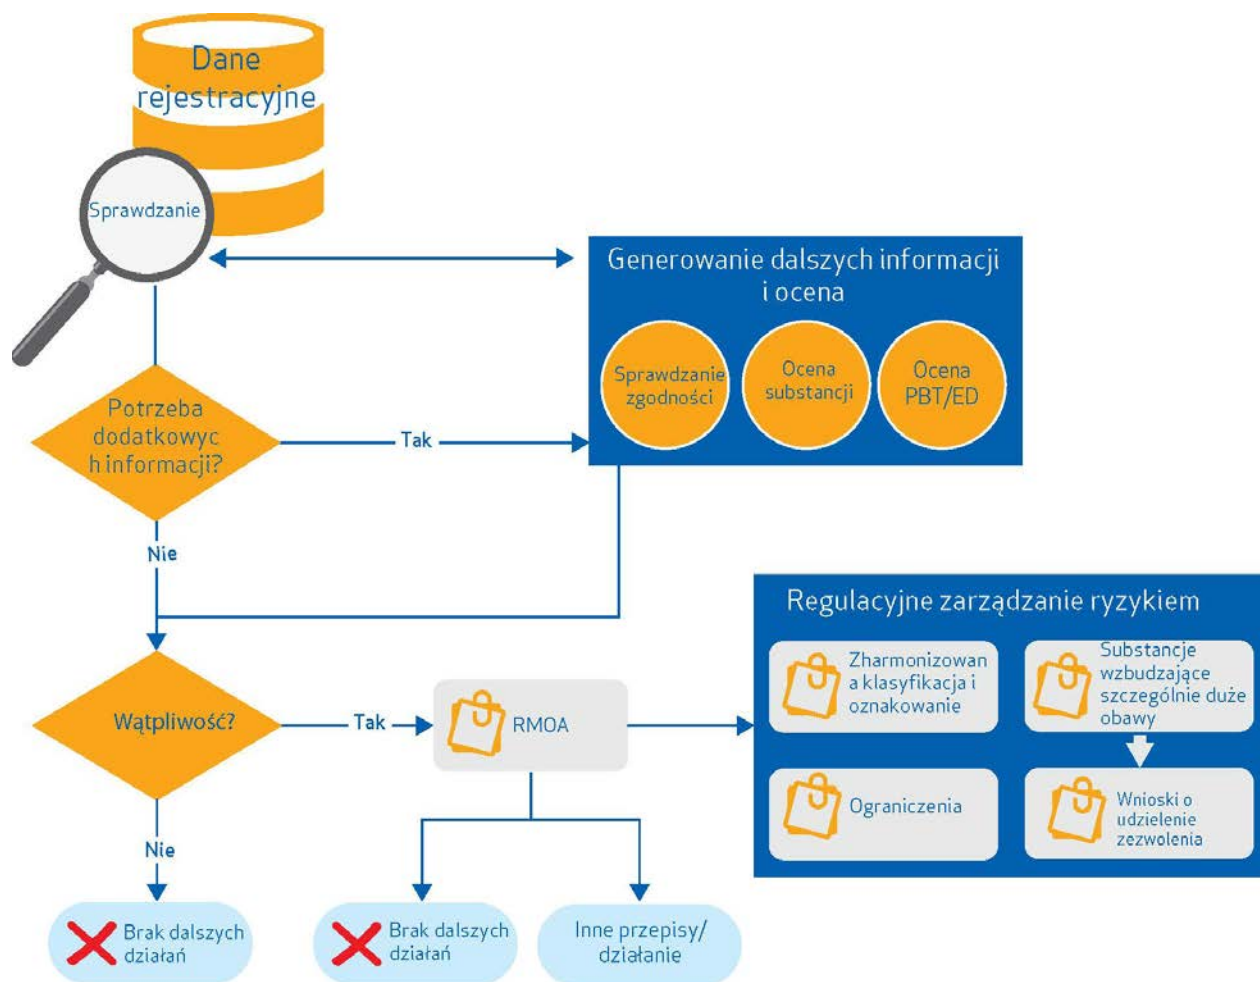 Dane
rejestracyjne
Sprawdzanie
Generowanie dalszych informacji
i ocena
Sprawdzanie
zgodności
Ocena
substancji
Ocena
PBT/ED
Potrzeba
dodatkowyc
h informacji?
Tak
Nie
Regulacyjne zarządzanie ryzykiem
Zharmonizowan
a klasyfikacja i
oznakowanie
Substancje
wzbudzające
szczególnie duże
obawy
Wątpliwość?
Tak
RMOA
Ograniczenia
Wnioski o
udzielenie
zezwolenia
Nie
Brak dalszych
działań
Brak dalszych
działań
Inne przepisy/
działanie